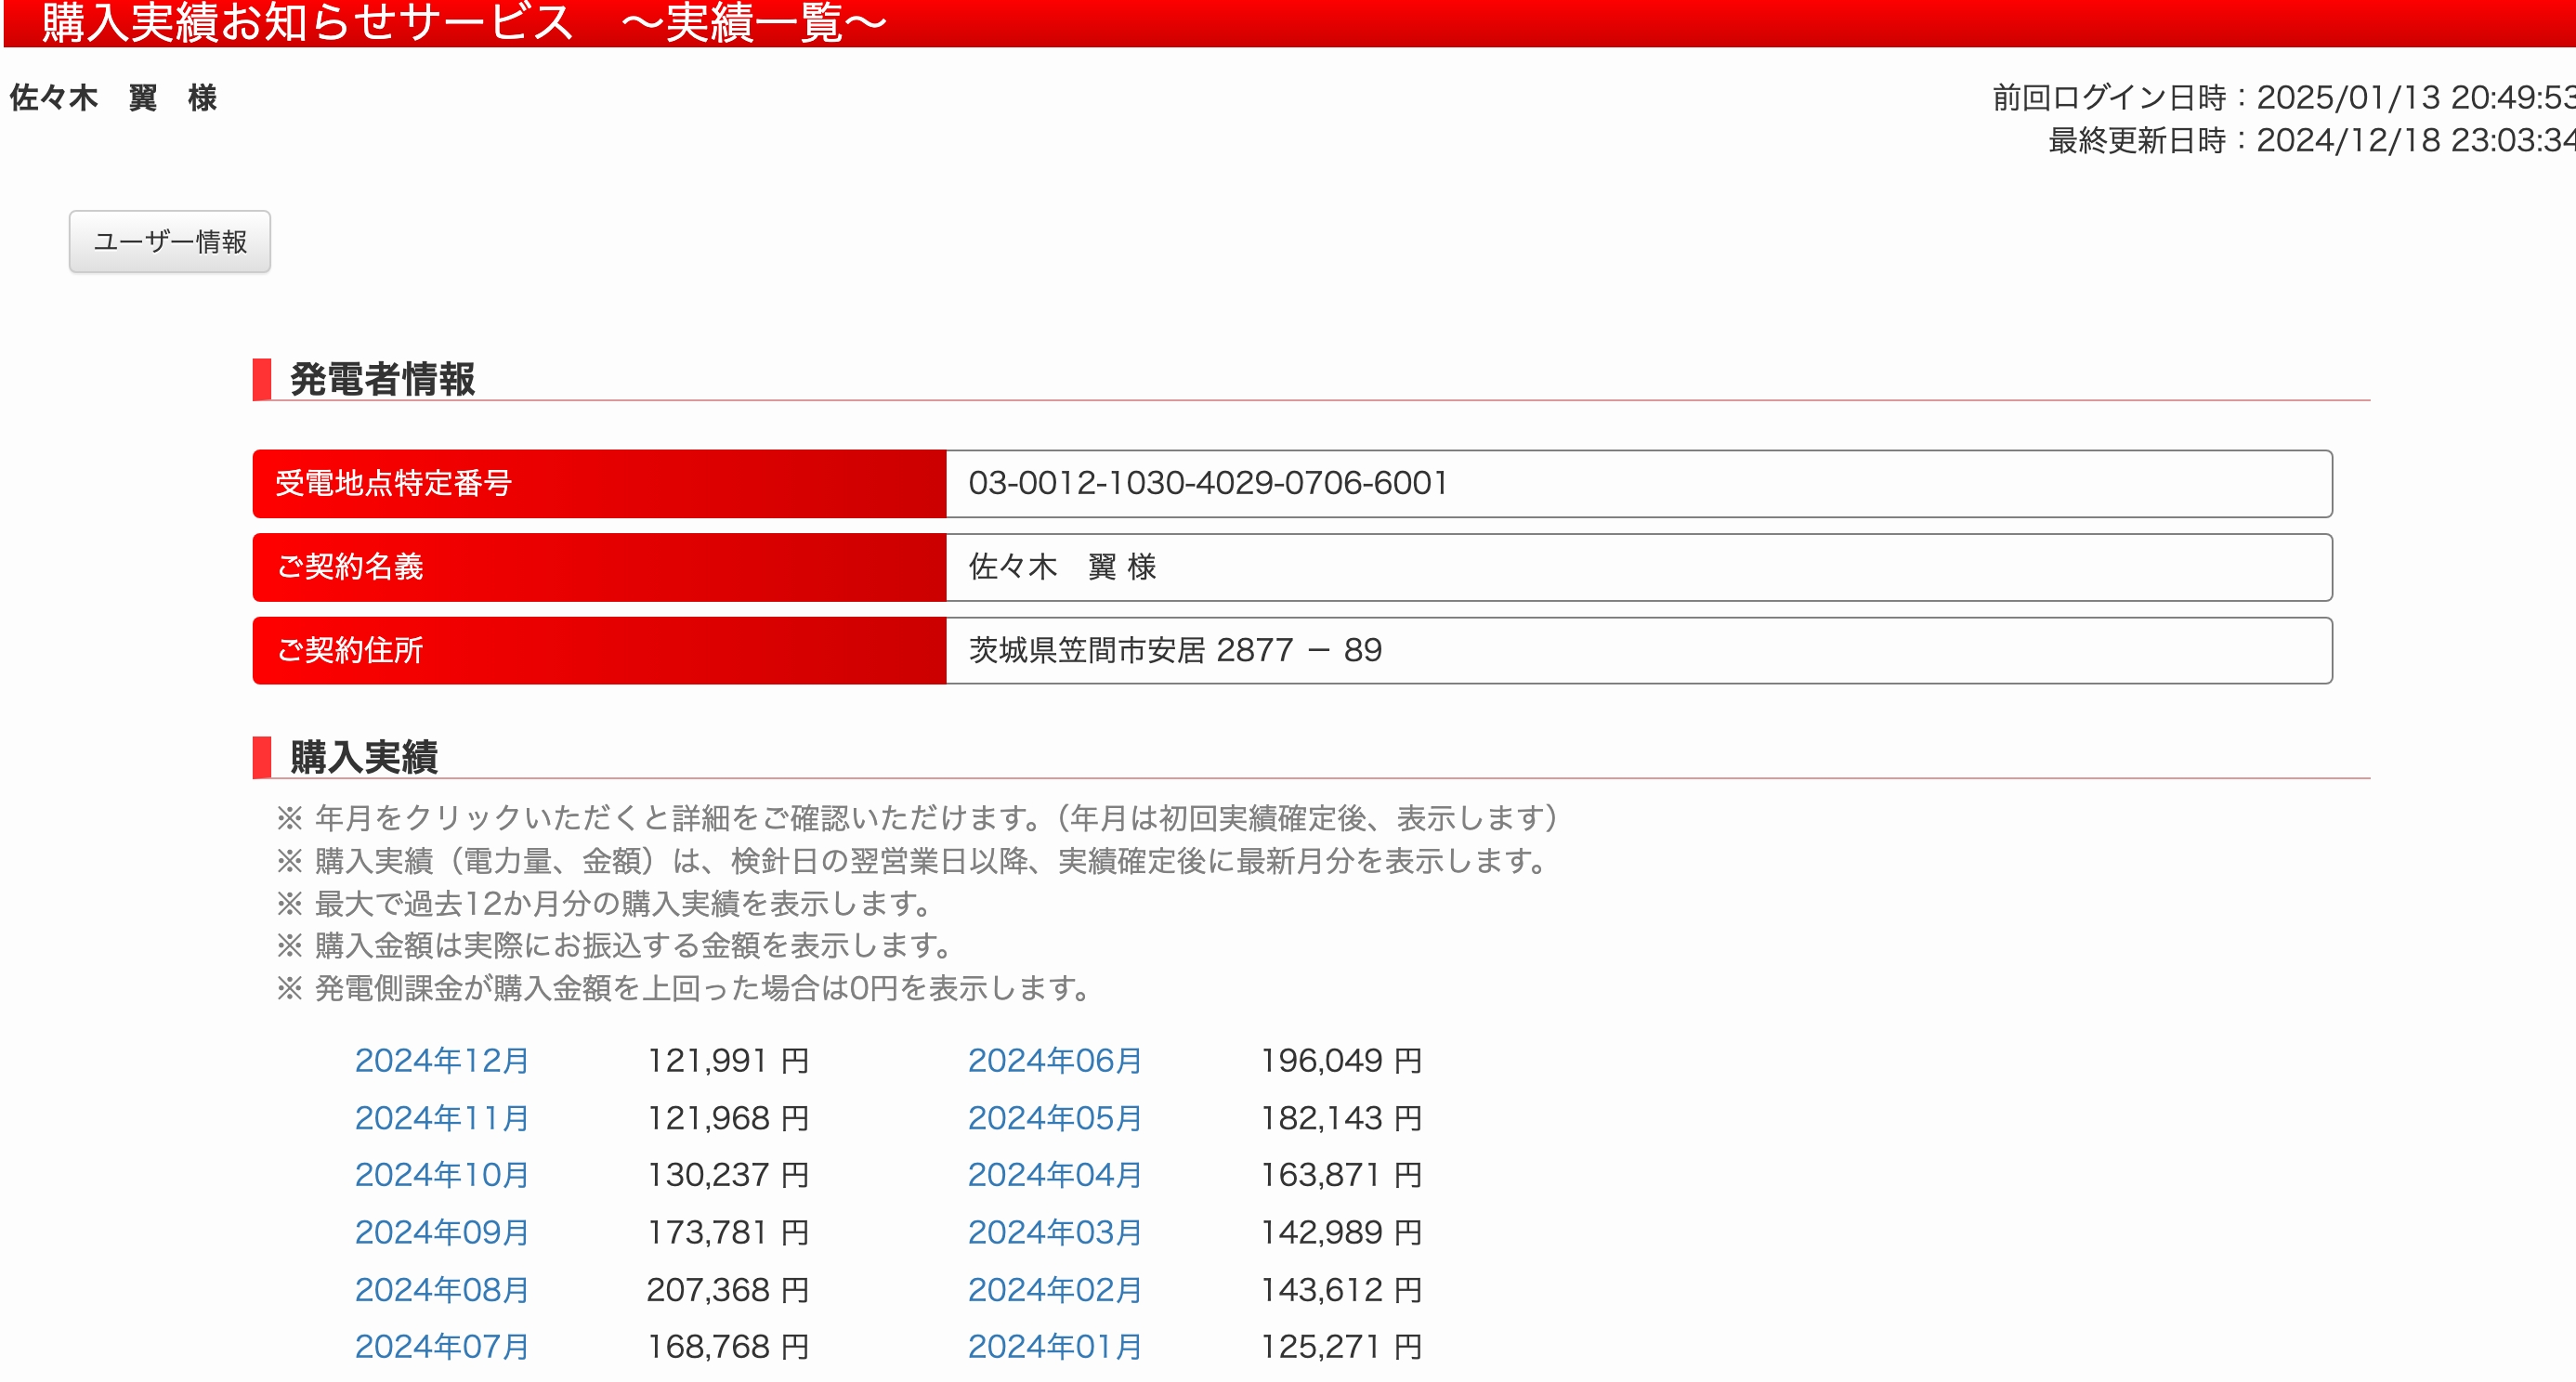 購入実績お知らせサービス　～実績一覧～
佐々木　翼　様
前回ログイン日時：2025/01/13 20:49:53
最終更新日時：2024/12/18 23:03:34
ユーザー情報
発電者情報
受電地点特定番号 03-0012-1030-4029-0706-6001
ご契約名義 佐々木　翼 様
ご契約住所 茨城県笠間市安居 2877 － 89
購入実績
※ 年月をクリックいただくと詳細をご確認いただけます。（年月は初回実績確定後、表示します）
※ 購入実績（電力量、金額）は、検針日の翌営業日以降、実績確定後に最新月分を表示します。
※ 最大で過去12か月分の購入実績を表示します。
※ 購入金額は実際にお振込する金額を表示します。
※ 発電側課金が購入金額を上回った場合は0円を表示します。
2024年12月 121,991 円 2024年06月 196,049 円
2024年11月 121,968 円 2024年05月 182,143 円
2024年10月 130,237 円 2024年04月 163,871 円
2024年09月 173,781 円 2024年03月 142,989 円
2024年08月 207,368 円 2024年02月 143,612 円
2024年07月 168,768 円 2024年01月 125,271 円